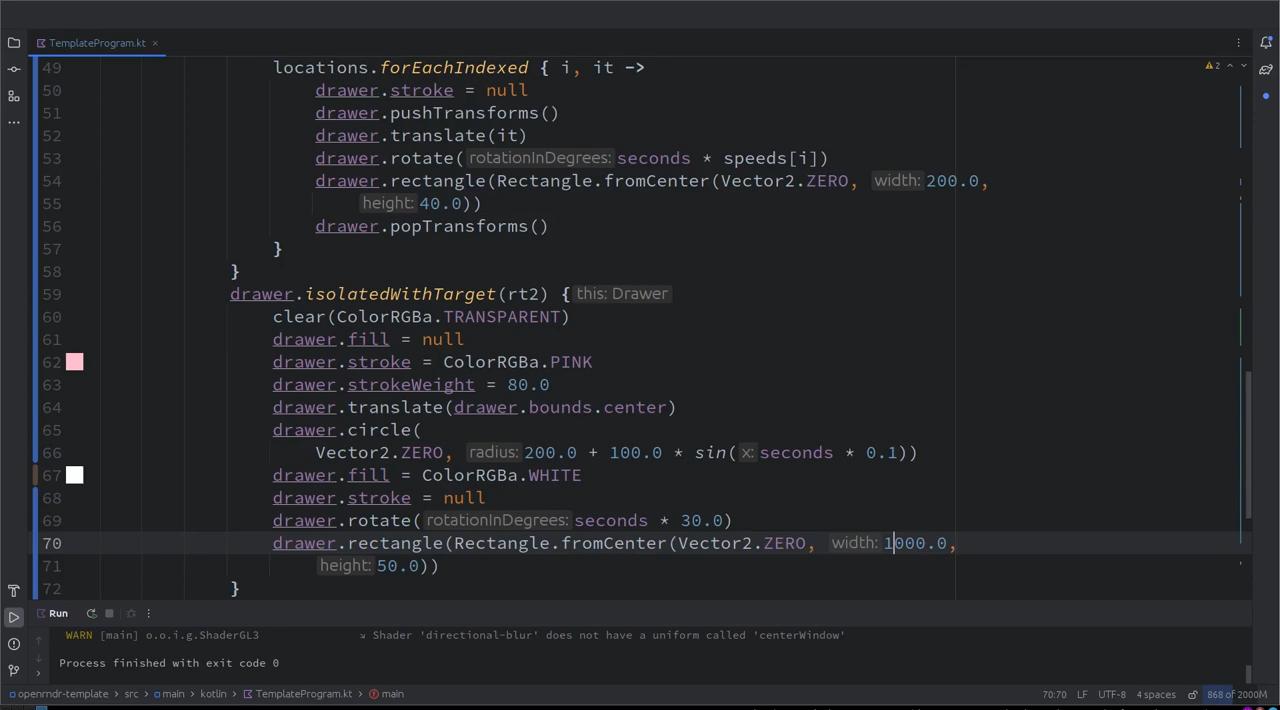 TemplateProgram.kt ×
2
49 locations.forEachIndexed { i, it ->
50 drawer.stroke = null
51 drawer.pushTransforms()
52 drawer.translate(it)
53 drawer.rotate( rotationInDegrees: seconds * speeds[i])
54 drawer.rectangle(Rectangle.fromCenter(Vector2.ZERO, width: 200.0,
55 height: 40.0))
56 drawer.popTransforms()
57 }
58 }
59 drawer.isolatedWithTarget(rt2) { this: Drawer
60 clear(ColorRGBa.TRANSPARENT)
61 drawer.fill = null
62 drawer.stroke = ColorRGBa.PINK
63 drawer.strokeWeight = 80.0
64 drawer.translate(drawer.bounds.center)
65 drawer.circle(
66 Vector2.ZERO, radius: 200.0 + 100.0 * sin( x: seconds * 0.1))
67 drawer.fill = ColorRGBa.WHITE
68 drawer.stroke = null
69 drawer.rotate( rotationInDegrees: seconds * 30.0)
70 drawer.rectangle(Rectangle.fromCenter(Vector2.ZERO, width: 1000.0,
71 height: 50.0))
72 }
Run
WARN [main] o.o.i.g.ShaderGL3 ↘ Shader 'directional-blur' does not have a uniform called 'centerWindow'
Process finished with exit code 0
openrndr-template > src > main > kotlin > TemplateProgram.kt > main 70:70 LF UTF-8 4 spaces 868 of 2000M